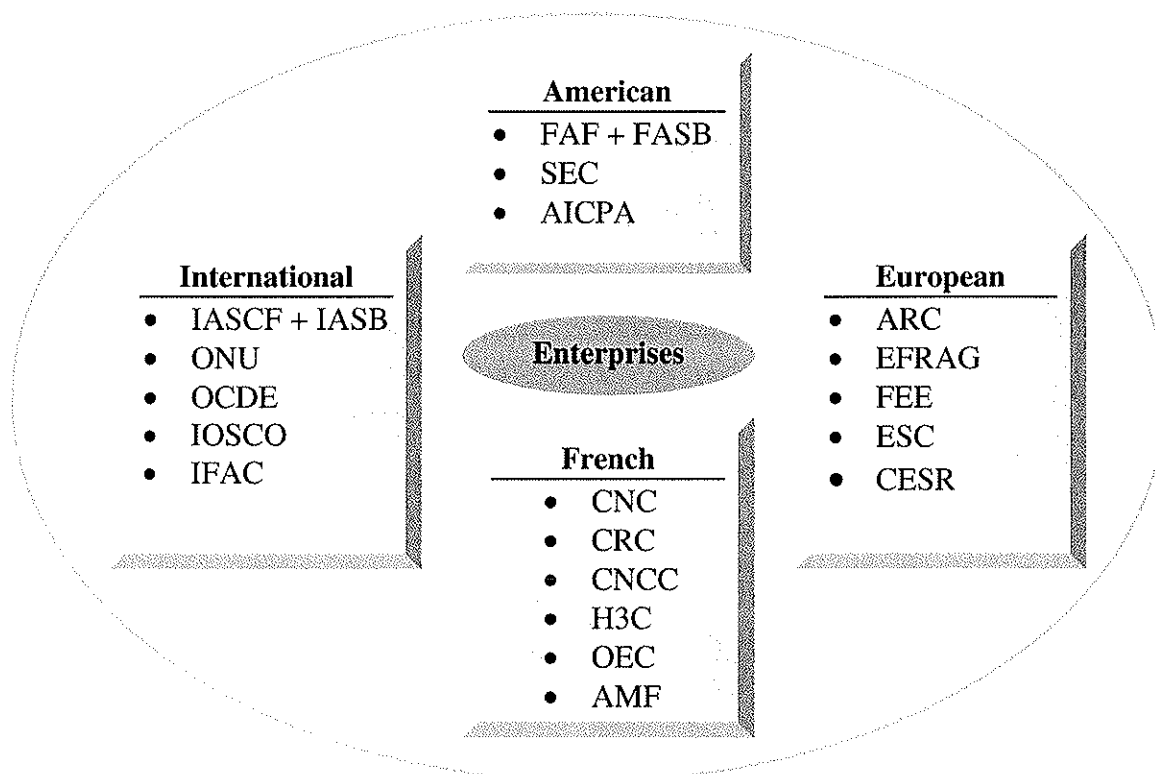 American
• FAF + FASB
• SEC
• AICPA
International
• IASCF + IASB
• ONU
• OCDE
• IOSCO
• IFAC
Enterprises
European
• ARC
• EFRAG
• FEE
• ESC
• CESR
French
• CNC
• CRC
• CNCC
• H3C
• OEC
• AMF